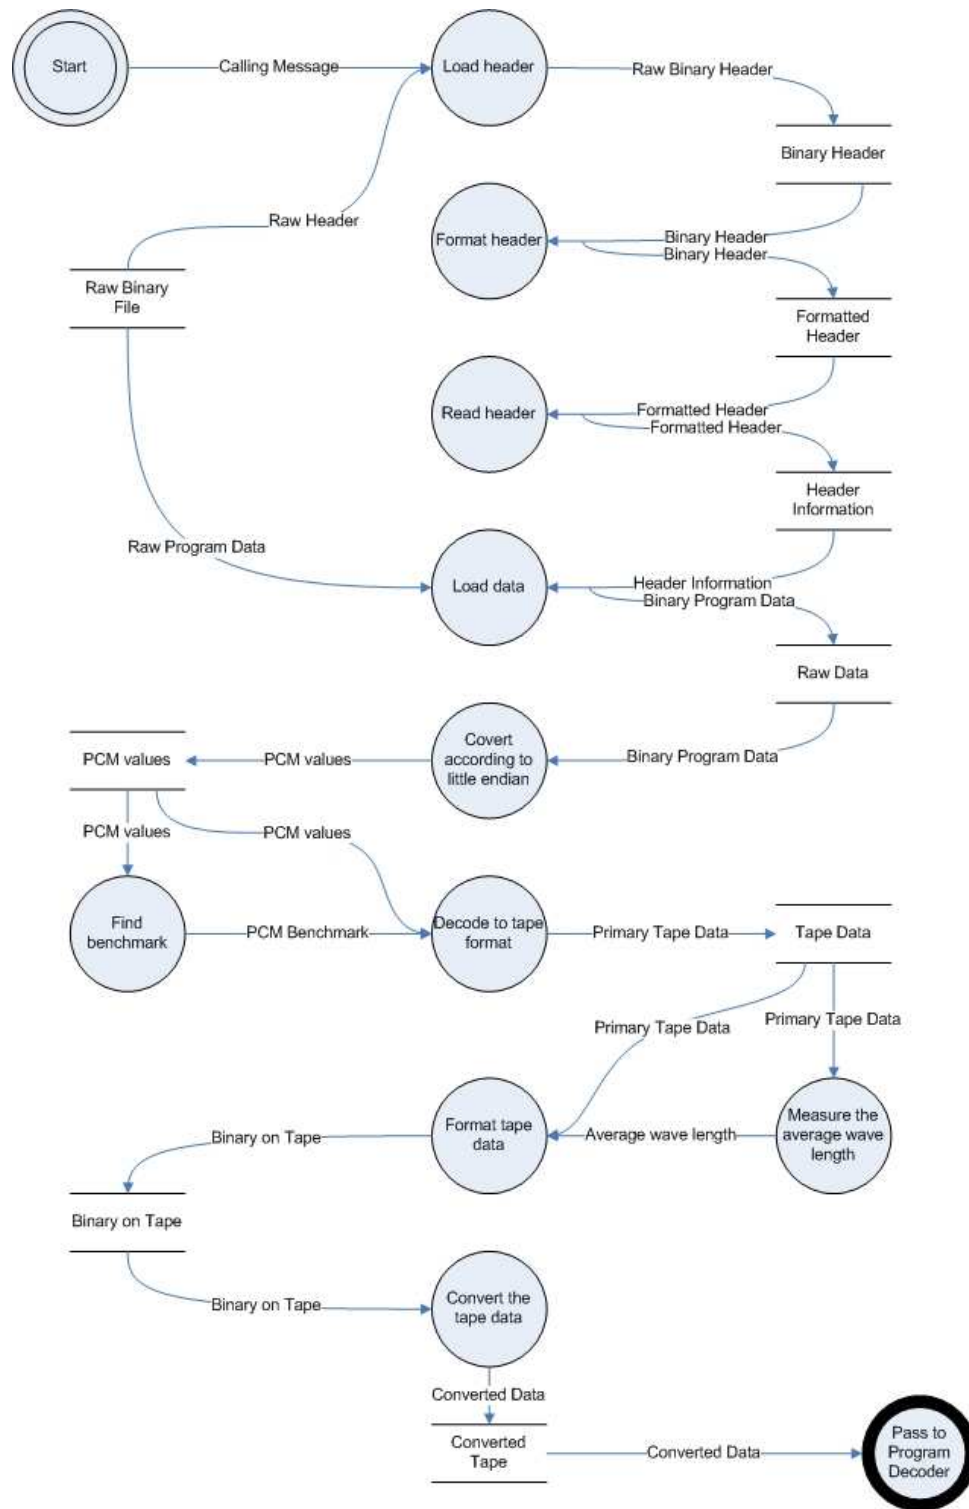 Start
Calling Message
Load header
Raw Binary Header
Binary Header
Raw Header
Format header
Binary Header
Binary Header
Raw Binary
File
Formatted
Header
Read header
Formatted Header
Formatted Header
Header
Information
Raw Program Data
Load data
Header Information
Binary Program Data
Raw Data
PCM values
PCM values
Covert
according to
little endian
Binary Program Data
PCM values
PCM values
Find
benchmark
PCM Benchmark
Decode to tape
format
Primary Tape Data
Tape Data
Primary Tape Data
Primary Tape Data
Binary on Tape
Format tape
data
Average wave length
Measure the
average wave
length
Binary on Tape
Binary on Tape
Convert the
tape data
Converted Data
Converted
Tape
Converted Data
Pass to
Program
Decoder